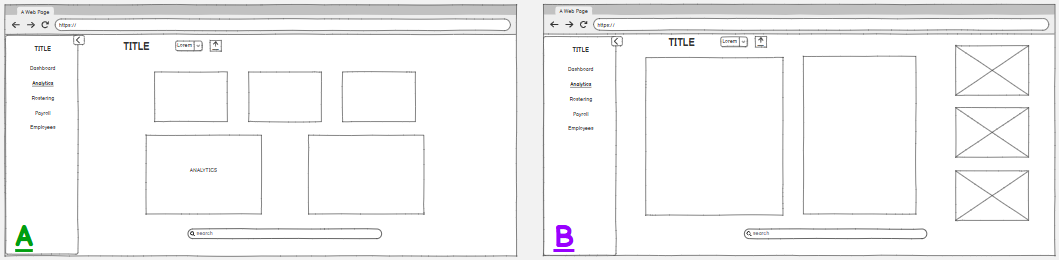 A Web Page
https://
TITLE
Dashboard
Analytics
Rostering
Payroll
Employees
TITLE
Lorem
ANALYTICS
search
A
A Web Page
https://
TITLE
Dashboard
Analytics
Rostering
Payroll
Employees
TITLE
Lorem
search
B